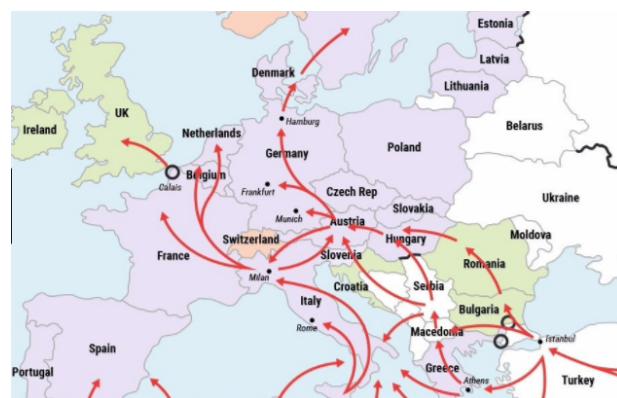 Estonia
Latvia
Lithuania
Denmark
Hamburg
UK
Ireland
Netherlands
Belarus
Germany
Poland
Belgium
Calais
Frankfurt
Czech Rep
Ukraine
Munich
Slovakia
Austria
Moldova
Switzerland
Hungary
France
Slovenia
Romania
Milan
Croatia
Serbia
Italy
Bulgaria
Rome
Macedonia
Istanbul
Spain
Greece
Portugal
Athens
Turkey